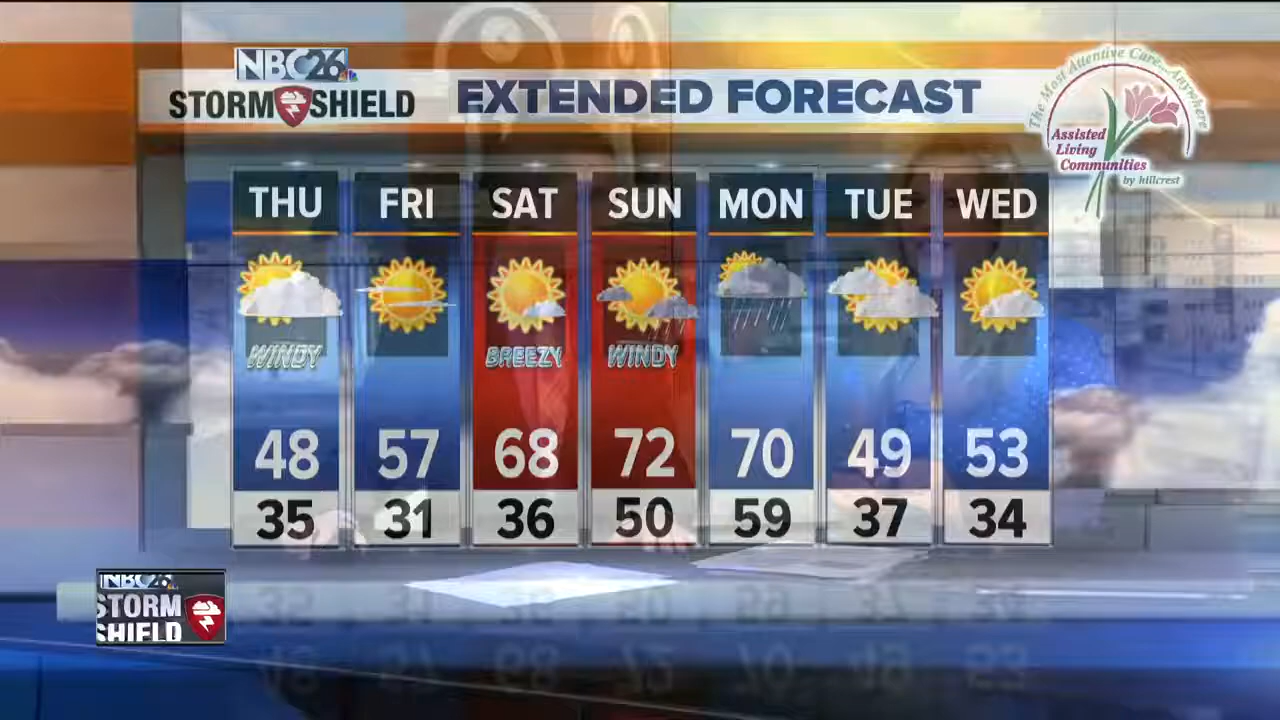 NBC26
STORM SHIELD
EXTENDED FORECAST
The Most Attentive Care...Anywhere
Assisted
Living
Communities
by hillcrest
THU FRI SAT SUN MON TUE WED
WINDY BREEZY WINDY
48 57 68 72 70 49 53
35 31 36 50 59 37 34
NBC26
STORM
SHIELD